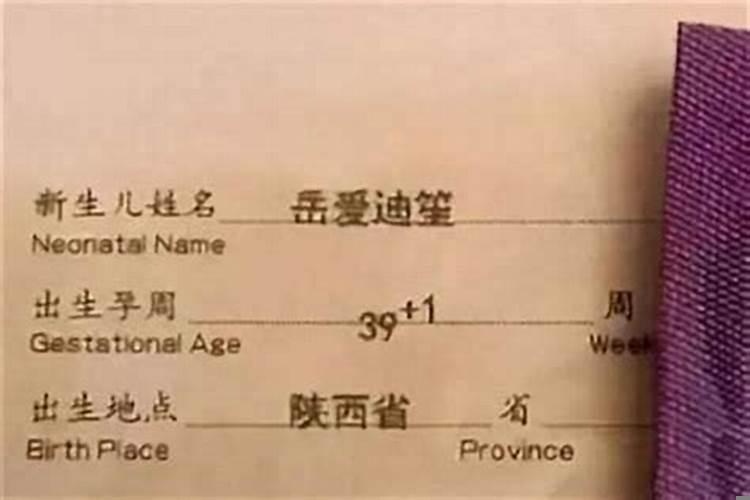 新生儿姓名 岳爱迪笙
Neonatal Name
出生孕周 39+1 周
Gestational Age Week
出生地点 陕西省 省
Birth Place Province